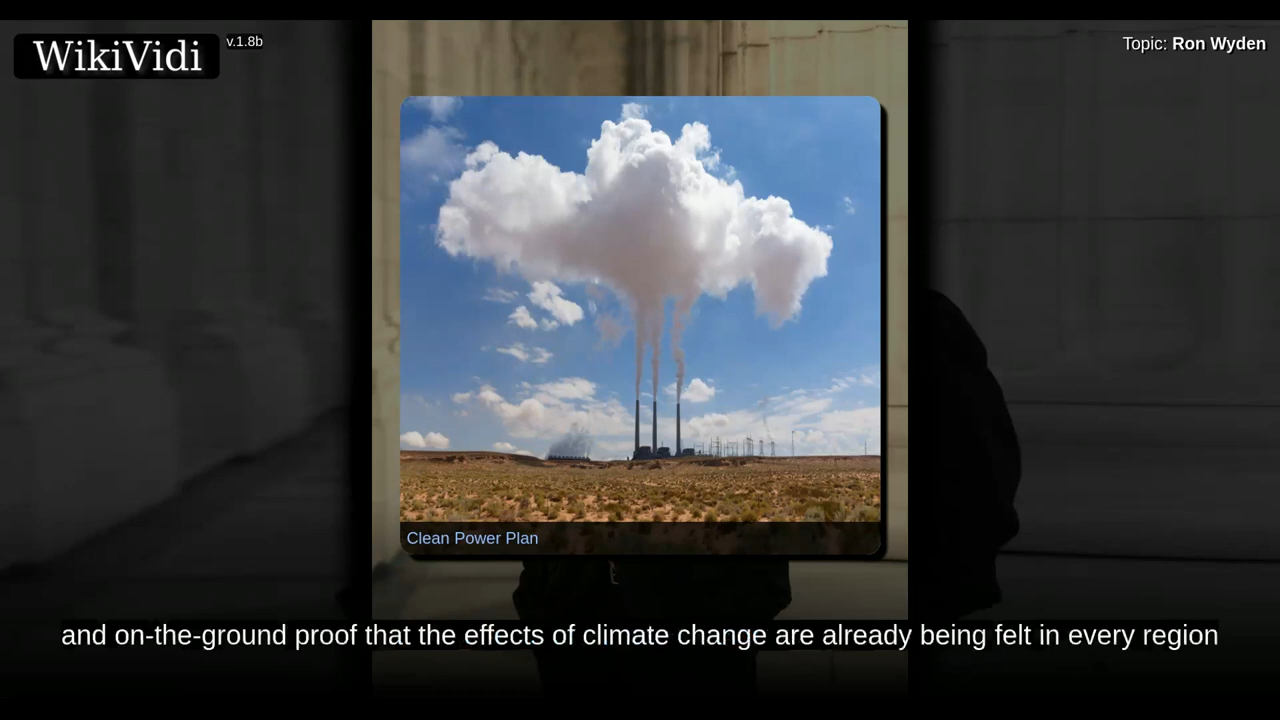 WikiVidi v.1.8b
Topic: Ron Wyden
Clean Power Plan
and on-the-ground proof that the effects of climate change are already being felt in every region